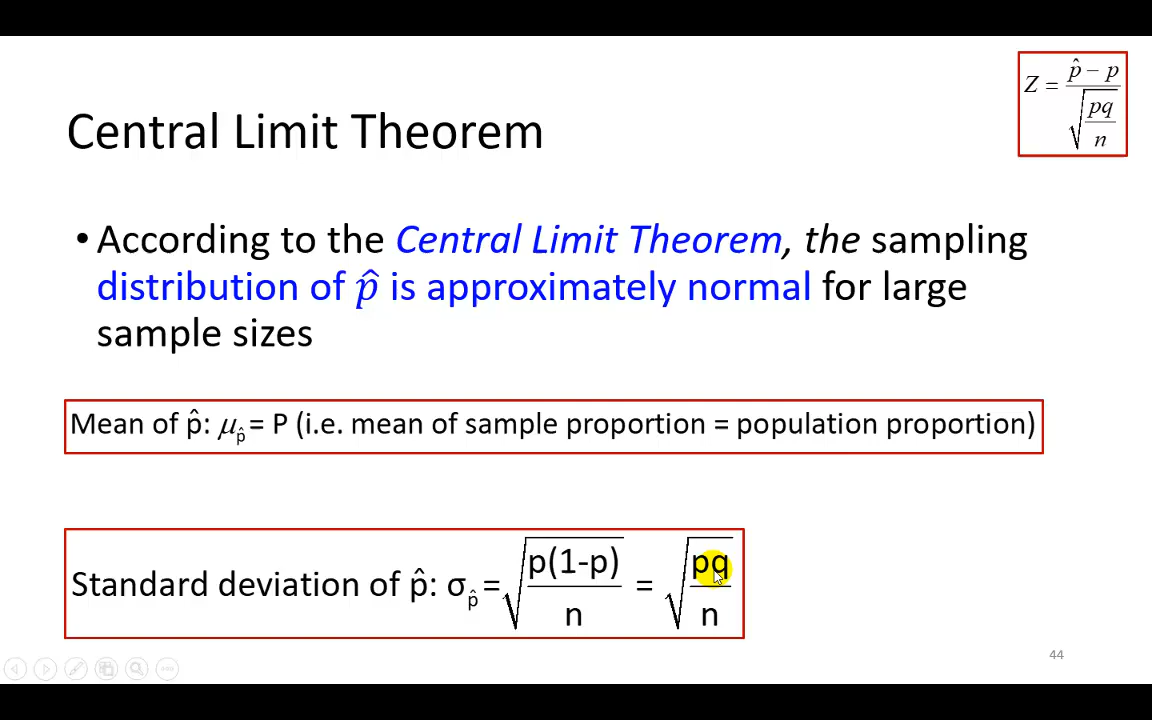 Z = p̂ − p / √(pq/n)
Central Limit Theorem
• According to the Central Limit Theorem, the sampling
distribution of p̂ is approximately normal for large
sample sizes
Mean of p̂: μp̂ = P (i.e. mean of sample proportion = population proportion)
Standard deviation of p̂: σp̂ = √(p(1-p)/n) = √(pq/n)
44